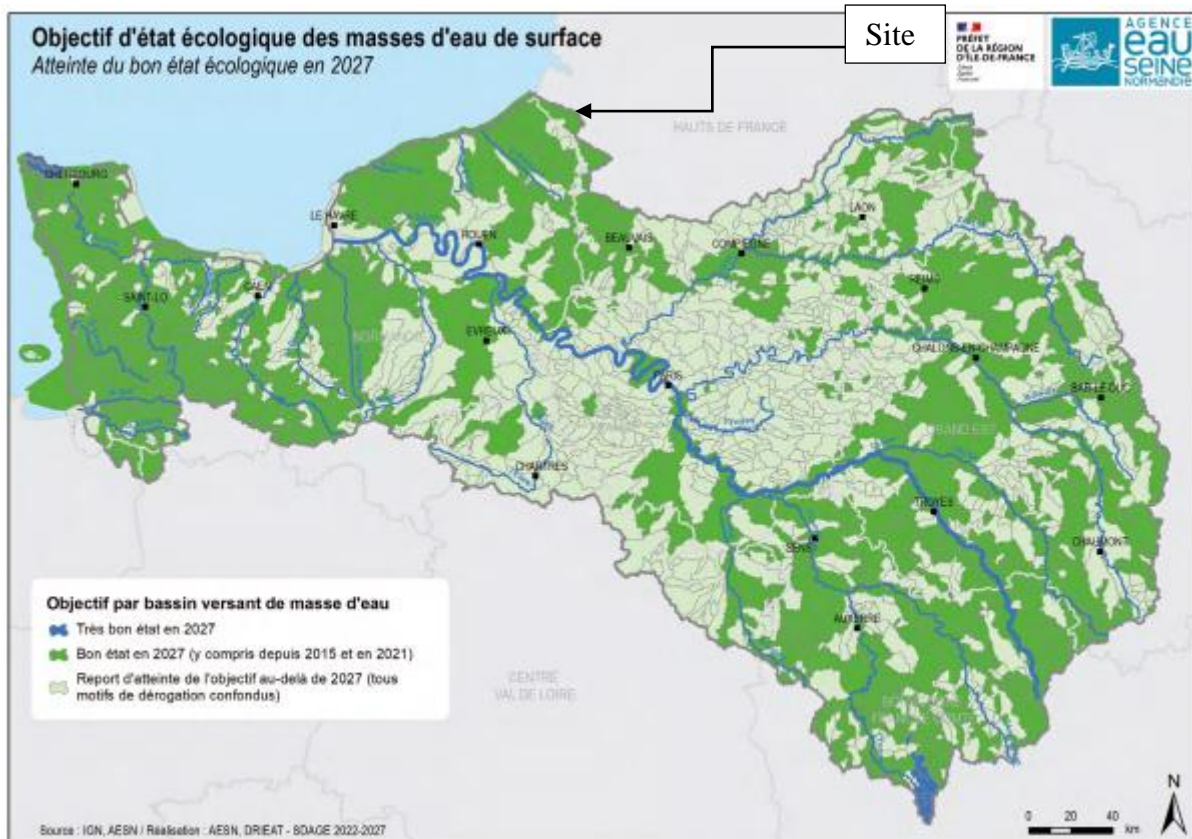 Objectif d'état écologique des masses d'eau de surface
Atteinte du bon état écologique en 2027
Site
PRÉFET
DE LA RÉGION
D'ÎLE-DE-FRANCE
AGENCE
eau
seine
NORMANDIE
HAUTS DE FRANCE
CHERBOURG
LE HAVRE
ROUEN
BEAUVAIS
COMPIEGNE
LAON
SAINT-LO
CAEN
REIMS
EVREUX
CHALONS-EN-CHAMPAGNE
PARIS
BAR-LE-DUC
GRAND EST
CHARTRES
TROYES
SENS
CHAUMONT
AUXERRE
CENTRE
VAL DE LOIRE
Objectif par bassin versant de masse d'eau
Très bon état en 2027
Bon état en 2027 (y compris depuis 2015 et en 2021)
Report d'atteinte de l'objectif au-delà de 2027 (tous
motifs de dérogation confondus)
N
0 20 40
km
Source : IGN, AESN / Réalisation : AESN, DRIEAT - SDAGE 2022-2027